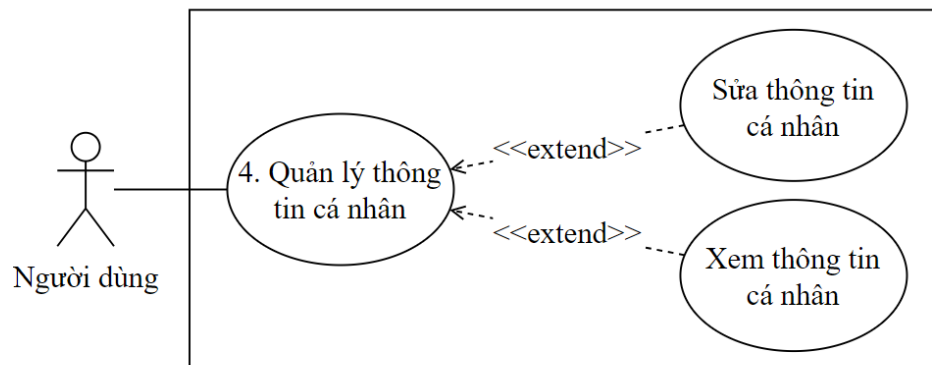 Sửa thông tin
cá nhân
<<extend>>
4. Quản lý thông
tin cá nhân
<<extend>>
Người dùng
Xem thông tin
cá nhân